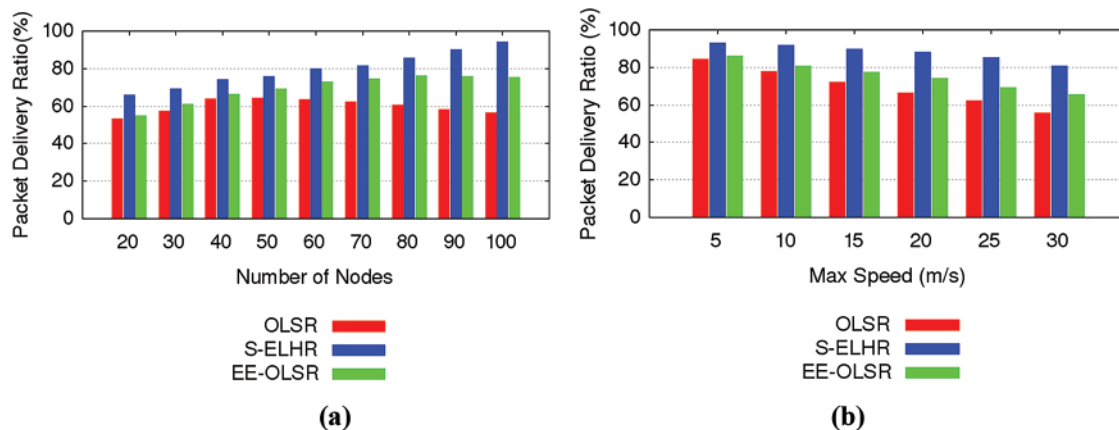 Packet Delivery Ratio(%)
100
80
60
40
20
0
20 30 40 50 60 70 80 90 100
Number of Nodes
OLSR
S-ELHR
EE-OLSR
(a)
Packet Delivery Ratio (%)
100
80
60
40
20
0
5 10 15 20 25 30
Max Speed (m/s)
OLSR
S-ELHR
EE-OLSR
(b)